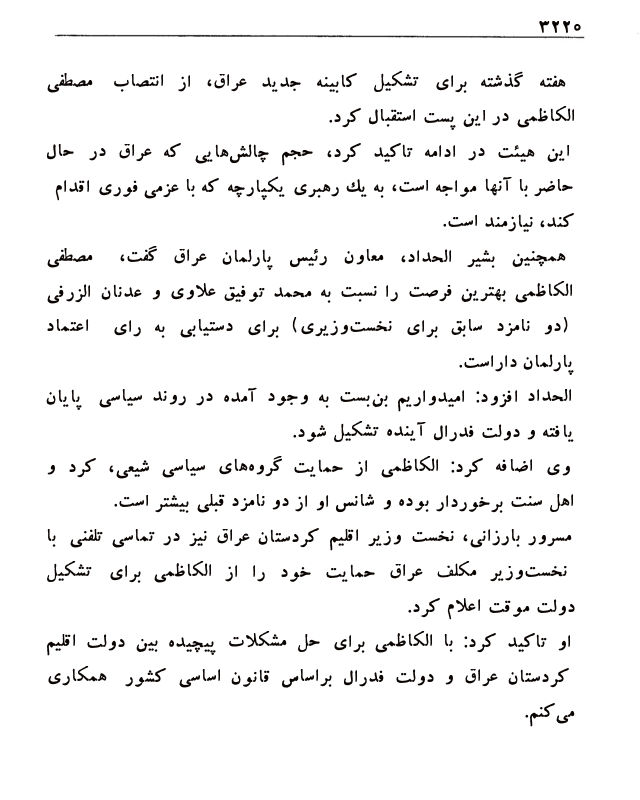 ۳۲۲۰
هفته گذشته برای تشکیل کابینه جدید عراق، از انتصاب مصطفی
الکاظمی در این پست استقبال کرد.
این هیئت در ادامه تاکید کرد، حجم چالش‌هایی که عراق در حال
حاضر با آنها مواجه است، به یك رهبری یکپارچه که با عزمی فوری اقدام
کند، نیازمند است.
همچنین بشیر الحداد، معاون رئیس پارلمان عراق گفت، مصطفی
الکاظمی بهترین فرصت را نسبت به محمد توفیق علاوی و عدنان الزرفی
(دو نامزد سابق برای نخست‌وزیری) برای دستیابی به رای اعتماد
پارلمان داراست.
الحداد افزود: امیدواریم بن‌بست به وجود آمده در روند سیاسی پایان
یافته و دولت فدرال آینده تشکیل شود.
وی اضافه کرد: الکاظمی از حمایت گروه‌های سیاسی شیعی، کرد و
اهل سنت برخوردار بوده و شانس او از دو نامزد قبلی بیشتر است.
مسرور بارزانی، نخست وزیر اقلیم کردستان عراق نیز در تماسی تلفنی با
نخست‌وزیر مکلف عراق حمایت خود را از الکاظمی برای تشکیل
دولت موقت اعلام کرد.
او تاکید کرد: با الکاظمی برای حل مشکلات پیچیده بین دولت اقلیم
کردستان عراق و دولت فدرال براساس قانون اساسی کشور همکاری
می‌کنم.